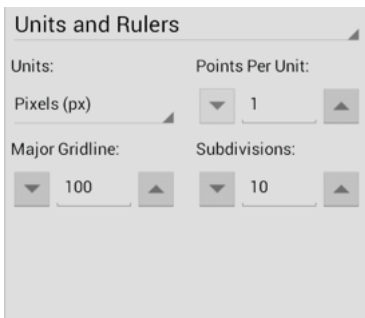 Units and Rulers
Units: Points Per Unit:
Pixels (px) 1
Major Gridline: Subdivisions:
100 10